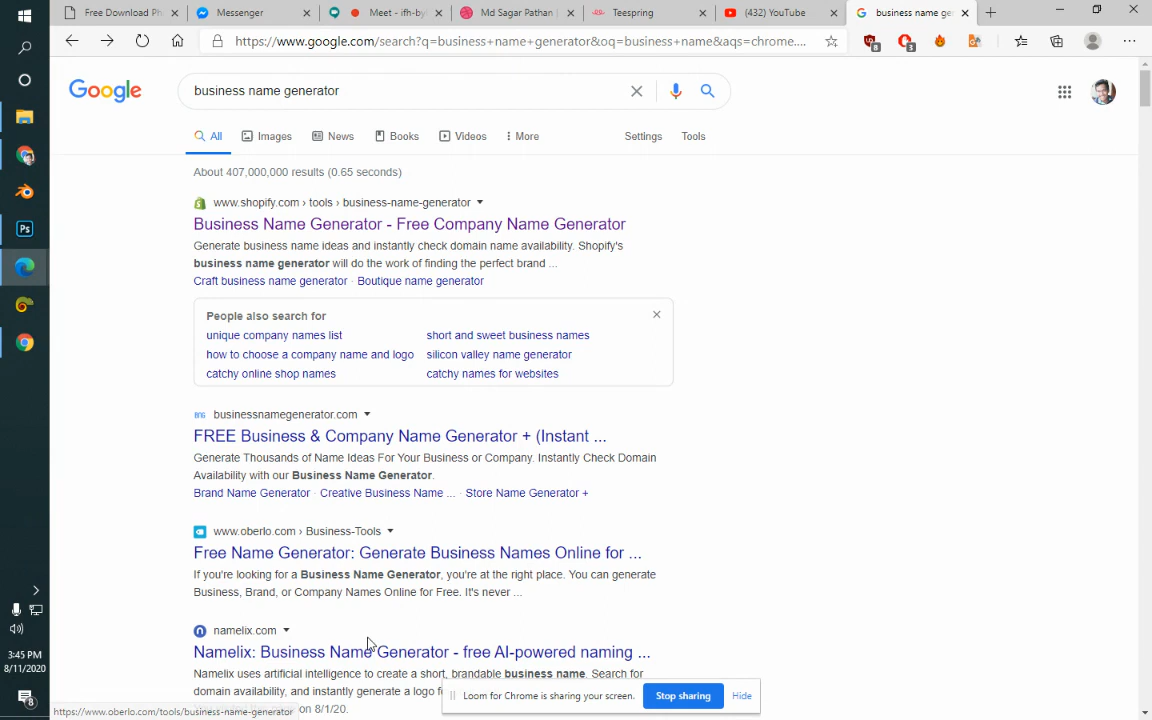 Free Download Ph
Messenger
Meet - ifh-by
Md Sagar Pathan
Teespring
(432) YouTube
business name ge
https://www.google.com/search?q=business+name+generator&oq=business+name&aqs=chrome....
8
3
Google
business name generator
All
Images
News
Books
Videos
More
Settings
Tools
About 407,000,000 results (0.65 seconds)
www.shopify.com › tools › business-name-generator
Business Name Generator - Free Company Name Generator
Generate business name ideas and instantly check domain name availability. Shopify's
business name generator will do the work of finding the perfect brand ...
Craft business name generator · Boutique name generator
People also search for
unique company names list
short and sweet business names
how to choose a company name and logo
silicon valley name generator
catchy online shop names
catchy names for websites
businessnamegenerator.com
FREE Business & Company Name Generator + (Instant ...
Generate Thousands of Name Ideas For Your Business or Company. Instantly Check Domain
Availability with our Business Name Generator.
Brand Name Generator · Creative Business Name ... · Store Name Generator +
www.oberlo.com › Business-Tools
Free Name Generator: Generate Business Names Online for ...
If you're looking for a Business Name Generator, you're at the right place. You can generate
Business, Brand, or Company Names Online for Free. It's never ...
namelix.com
Namelix: Business Name Generator - free AI-powered naming ...
Namelix uses artificial intelligence to create a short, brandable business name. Search for
domain availability, and instantly generate a logo f
on 8/1/20.
Loom for Chrome is sharing your screen.
Stop sharing
Hide
Ps
3:45 PM
8/11/2020
8
https://www.oberlo.com/tools/business-name-generator